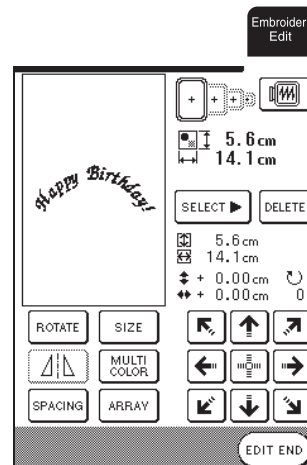 Embroidery
Edit
5.6cm
14.1cm
Happy Birthday!
SELECT DELETE
5.6cm
14.1cm
+ 0.00cm
+ 0.00cm 0
ROTATE SIZE
MULTI
COLOR
SPACING ARRAY
EDIT END